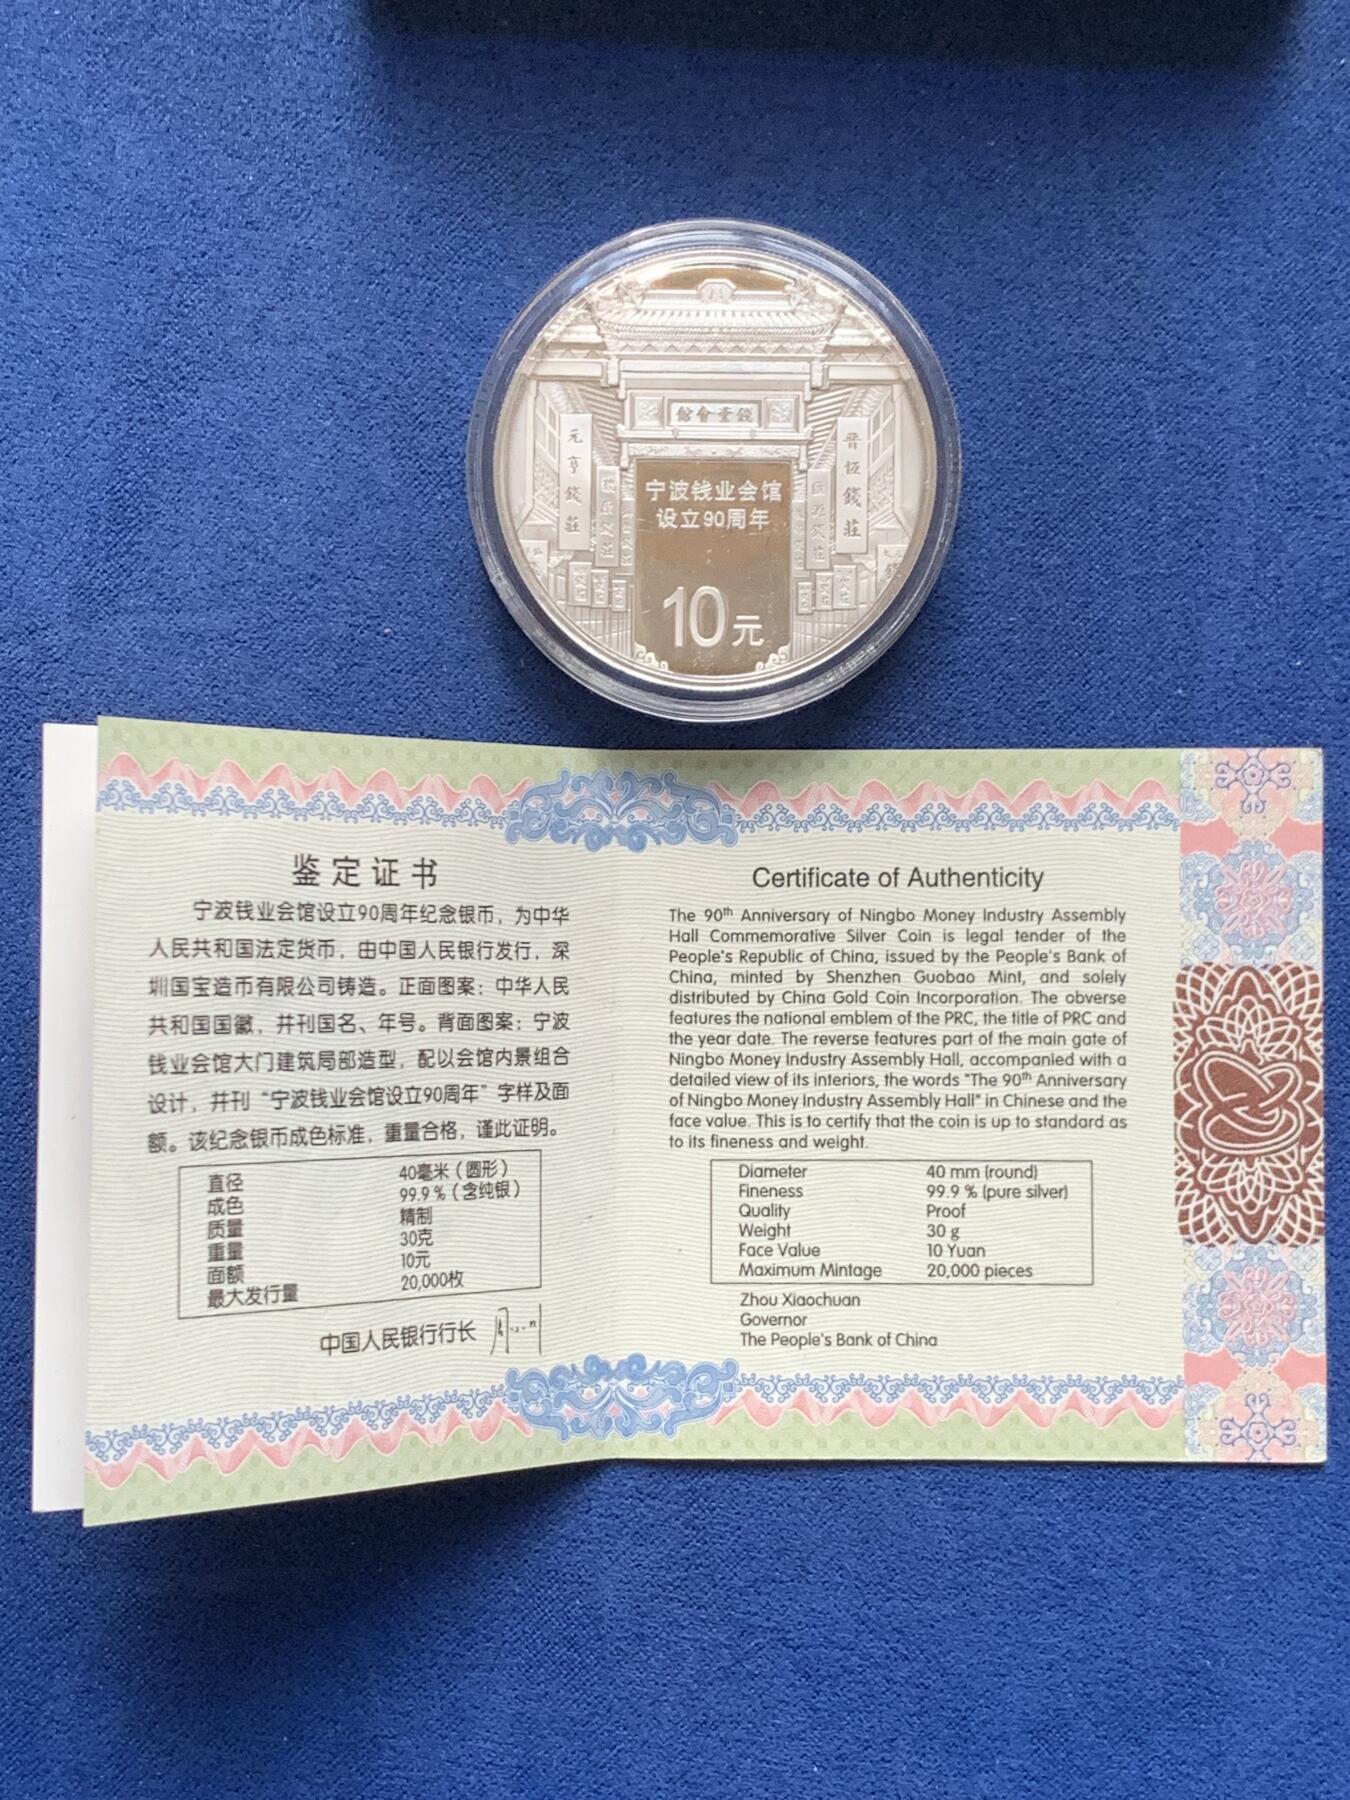 館會業錢
元亨錢莊
晋恆錢莊
宁波钱业会馆
设立90周年
10元
鉴定证书
宁波钱业会馆设立90周年纪念银币，为中华
人民共和国法定货币，由中国人民银行发行，深
圳国宝造币有限公司铸造。正面图案：中华人民
共和国国徽，并刊国名、年号。背面图案：宁波
钱业会馆大门建筑局部造型，配以会馆内景组合
设计，并刊“宁波钱业会馆设立90周年”字样及面
额。该纪念银币成色标准，重量合格，谨此证明。
直径 40毫米（圆形）
成色 99.9％（含纯银）
质量 精制
重量 30克
面额 10元
最大发行量 20,000枚
中国人民银行行长
Certificate of Authenticity
The 90th Anniversary of Ningbo Money Industry Assembly
Hall Commemorative Silver Coin is legal tender of the
People's Republic of China, issued by the People's Bank of
China, minted by Shenzhen Guobao Mint, and solely
distributed by China Gold Coin Incorporation. The obverse
features the national emblem of the PRC, the title of PRC and
the year date. The reverse features part of the main gate of
Ningbo Money Industry Assembly Hall, accompanied with a
detailed view of its interiors, the words "The 90th Anniversary
of Ningbo Money Industry Assembly Hall" in Chinese and the
face value. This is to certify that the coin is up to standard as
to its fineness and weight.
Diameter 40 mm (round)
Fineness 99.9 % (pure silver)
Quality Proof
Weight 30 g
Face Value 10 Yuan
Maximum Mintage 20,000 pieces
Zhou Xiaochuan
Governor
The People's Bank of China